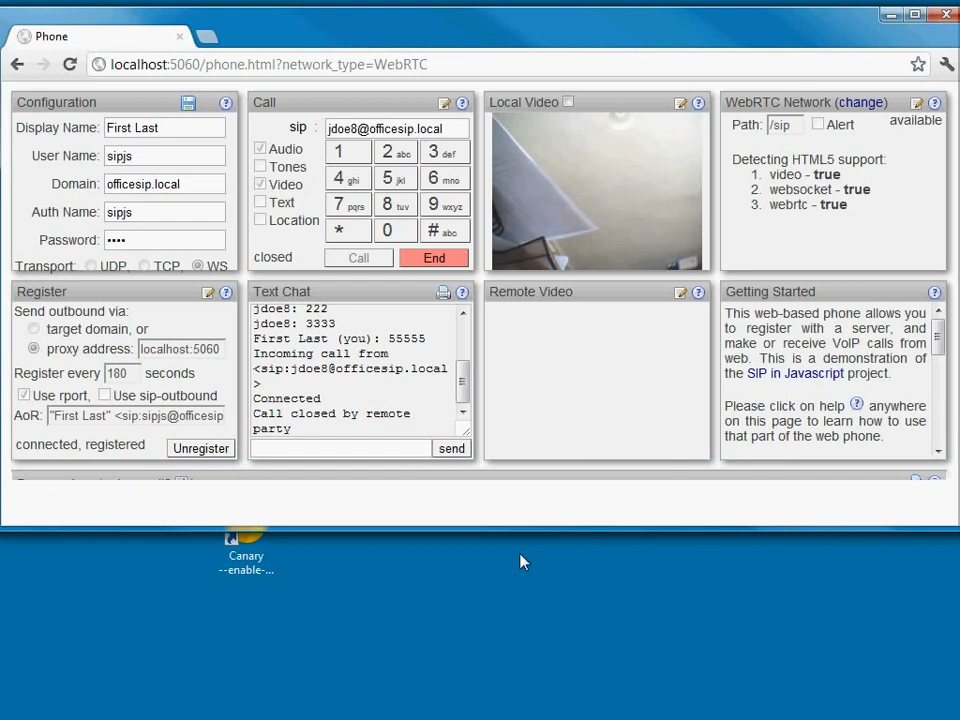 Phone
localhost:5060/phone.html?network_type=WebRTC
Configuration
Display Name: First Last
User Name: sipjs
Domain: officesip.local
Auth Name: sipjs
Password: ••••
Transport: UDP, TCP, WS
Call
sip : jdoe8@officesip.local
Audio
Tones
Video
Text
Location
1 2 abc 3 def
4 ghi 5 jkl 6 mno
7 pqrs 8 tuv 9 wxyz
* 0 # abc
closed Call End
Local Video
WebRTC Network (change)
Path: /sip Alert available
Detecting HTML5 support:
1. video - true
2. websocket - true
3. webrtc - true
Register
Send outbound via:
target domain, or
proxy address: localhost:5060
Register every 180 seconds
Use rport, Use sip-outbound
AoR: "First Last" <sip:sipjs@officesip
connected, registered Unregister
Text Chat
jdoe8: 222
jdoe8: 3333
First Last (you): 55555
Incoming call from
<sip:jdoe8@officesip.local
>
Connected
Call closed by remote
party
send
Remote Video
Getting Started
This web-based phone allows you
to register with a server, and
make or receive VoIP calls from
web. This is a demonstration of
the SIP in Javascript project.
Please click on help ? anywhere
on this page to learn how to use
that part of the web phone.
Canary
--enable-...